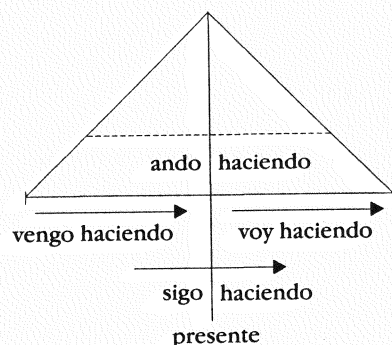 ando haciendo
vengo haciendo
voy haciendo
sigo haciendo
presente